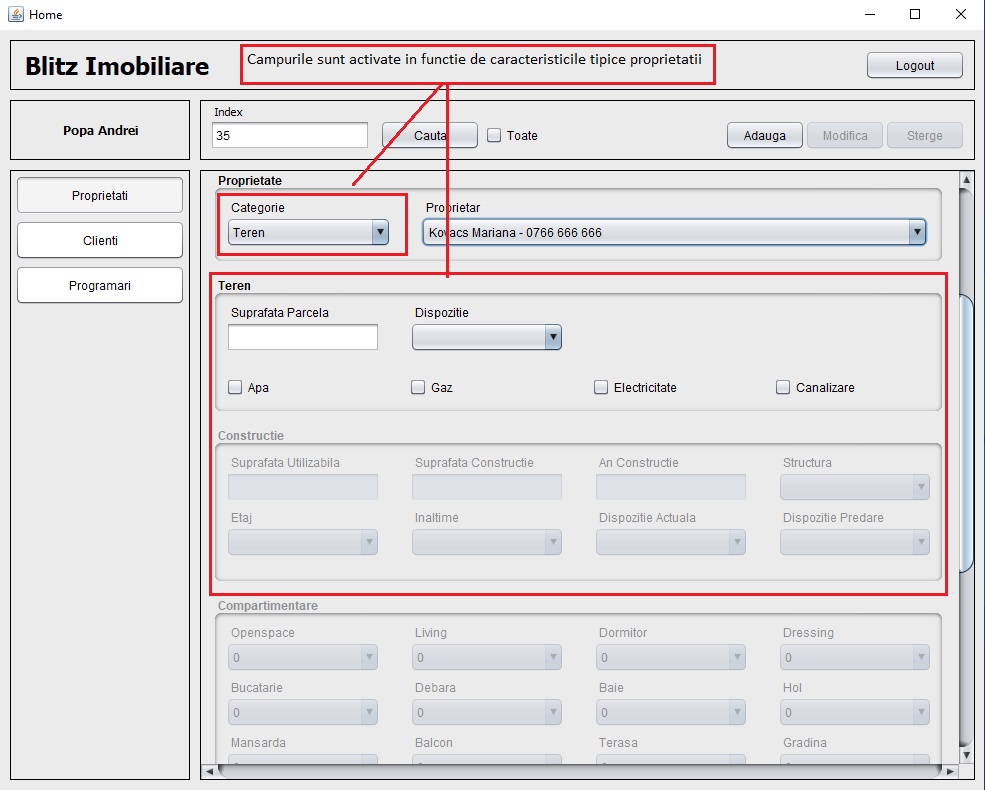 Home
Blitz Imobiliare
Campurile sunt activate in functie de caracteristicile tipice proprietatii
Logout
Popa Andrei
Index
35
Cauta
Toate
Adauga
Modifica
Sterge
Proprietati
Clienti
Programari
Proprietate
Categorie
Proprietar
Teren
Kovacs Mariana - 0766 666 666
Teren
Suprafata Parcela
Dispozitie
Apa
Gaz
Electricitate
Canalizare
Constructie
Suprafata Utilizabila
Suprafata Constructie
An Constructie
Structura
Etaj
Inaltime
Dispozitie Actuala
Dispozitie Predare
Compartimentare
Openspace
Living
Dormitor
Dressing
0
0
0
0
Bucatarie
Debara
Baie
Hol
0
0
0
0
Mansarda
Balcon
Terasa
Gradina